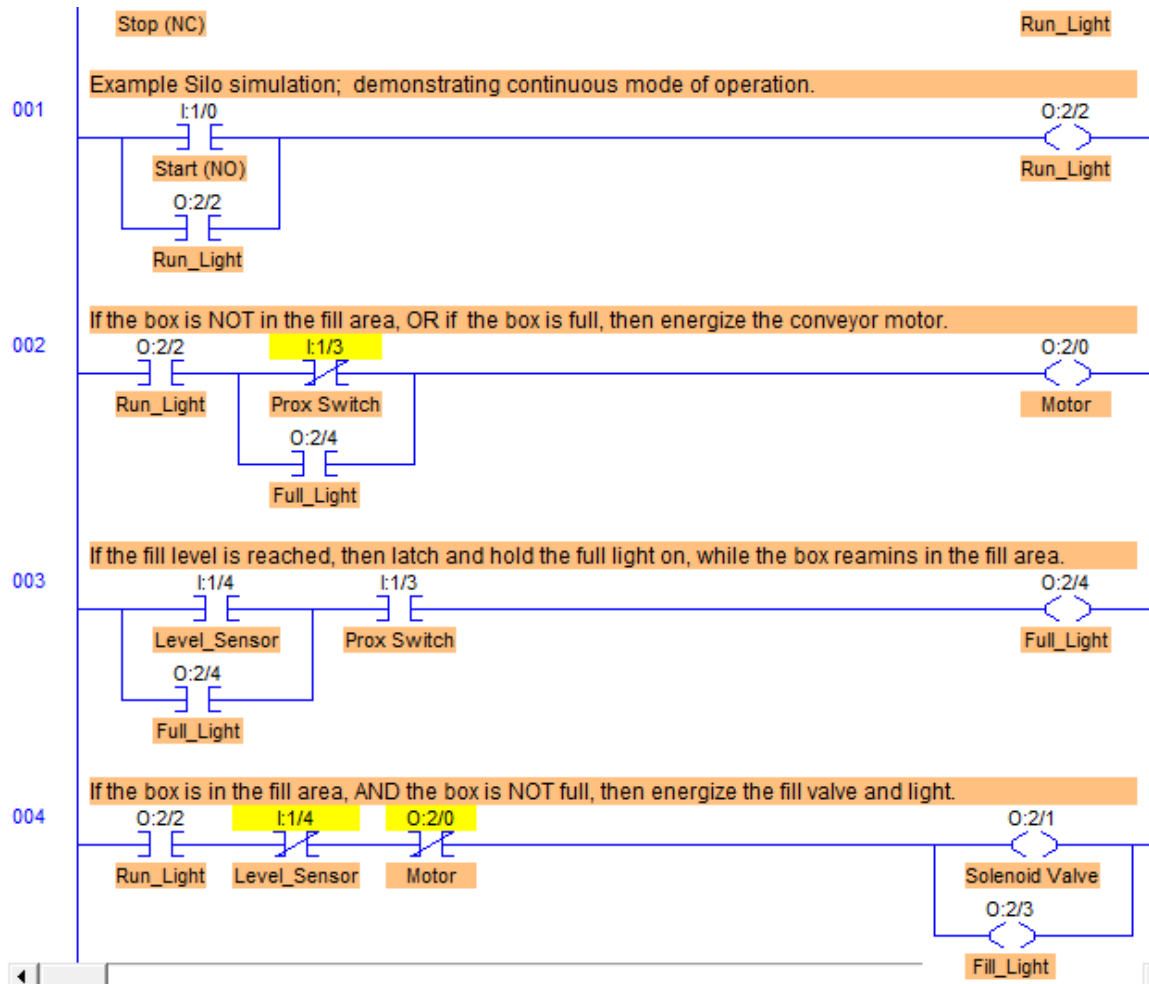 Stop (NC) Run_Light
Example Silo simulation;  demonstrating continuous mode of operation.
001 I:1/0 O:2/2
Start (NO) Run_Light
O:2/2
Run_Light
If the box is NOT in the fill area, OR if  the box is full, then energize the conveyor motor.
002 O:2/2 I:1/3 O:2/0
Run_Light Prox Switch Motor
O:2/4
Full_Light
If the fill level is reached, then latch and hold the full light on, while the box reamins in the fill area.
003 I:1/4 I:1/3 O:2/4
Level_Sensor Prox Switch Full_Light
O:2/4
Full_Light
If the box is in the fill area, AND the box is NOT full, then energize the fill valve and light.
004 O:2/2 I:1/4 O:2/0 O:2/1
Run_Light Level_Sensor Motor Solenoid Valve
O:2/3
Fill_Light